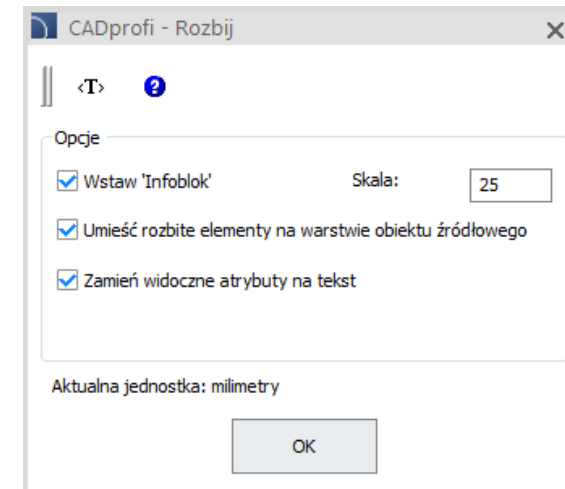 CADprofi - Rozbij
<T>
?
Opcje
Wstaw 'Infoblok' Skala: 25
Umieść rozbite elementy na warstwie obiektu źródłowego
Zamień widoczne atrybuty na tekst
Aktualna jednostka: milimetry
OK